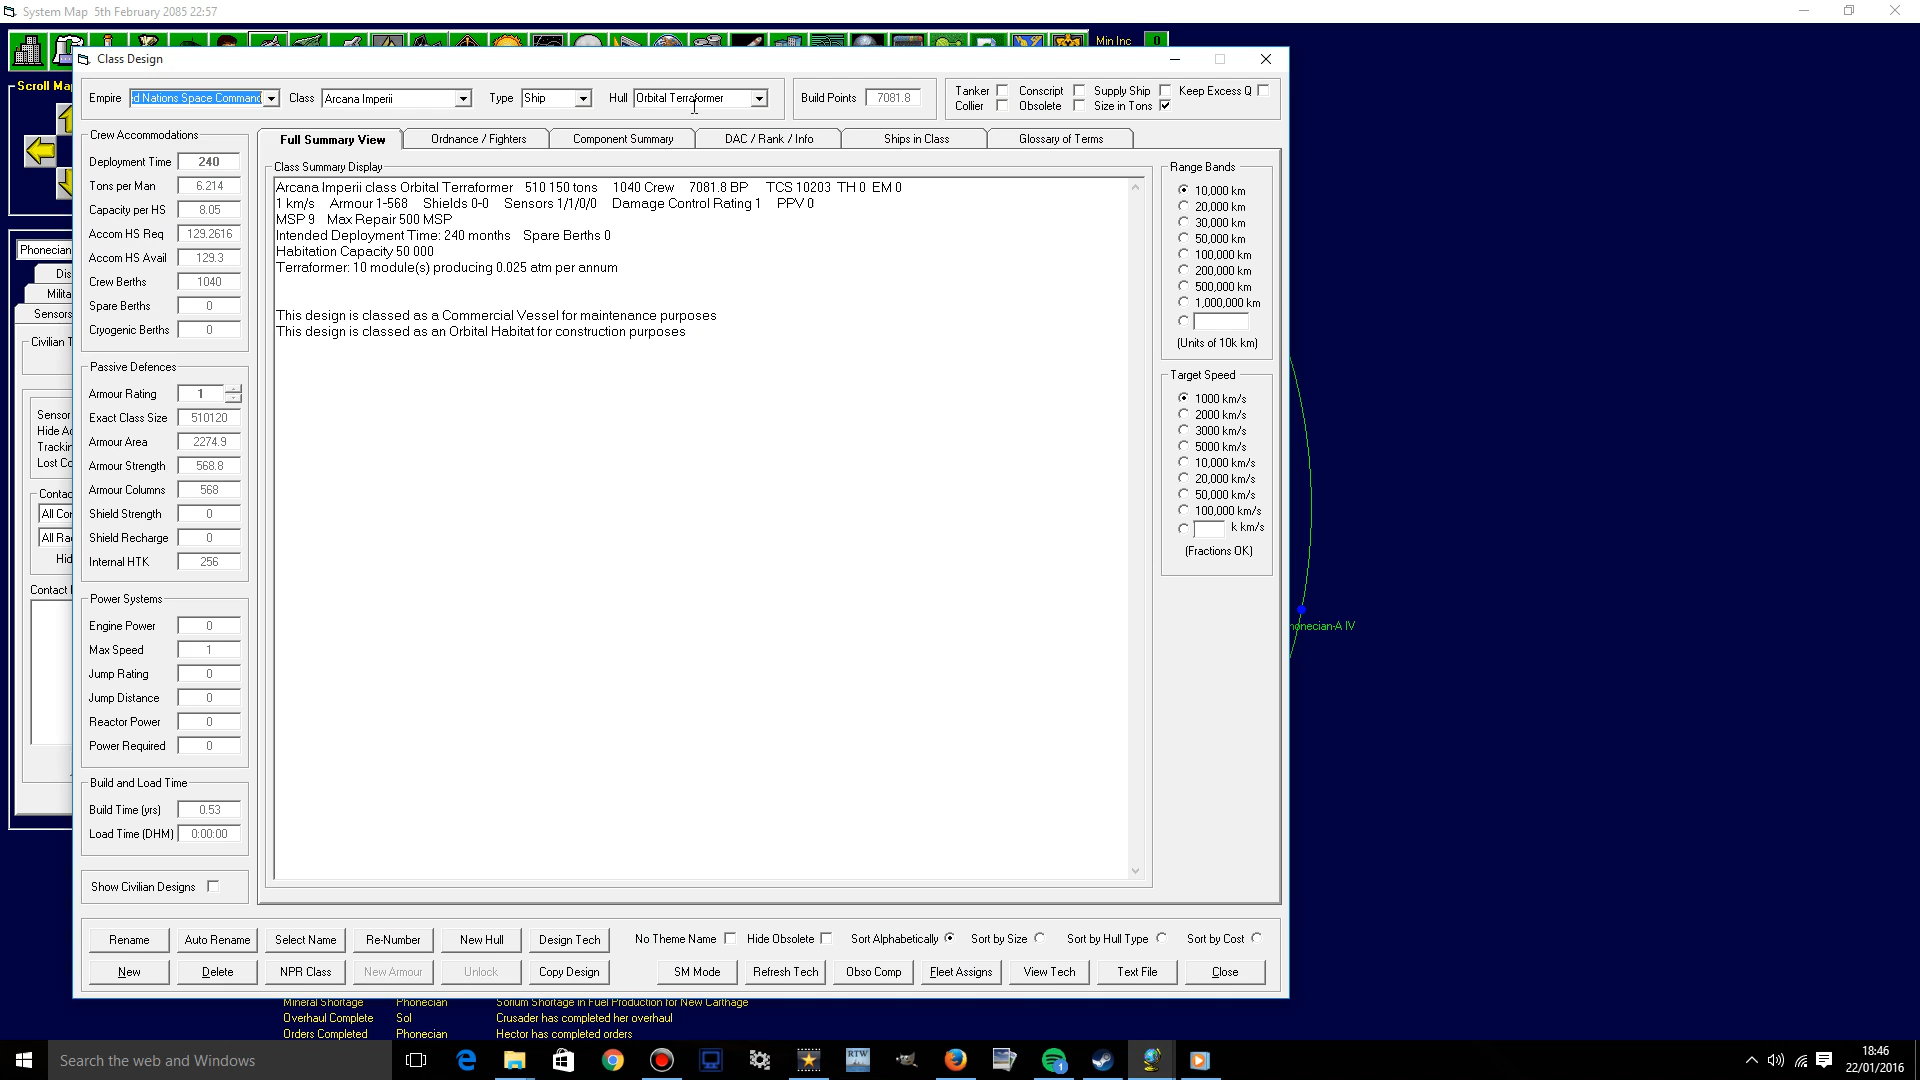 System Map 5th February 2085 22:57
Min Inc 0
Scroll Ma
Class Design
Empire d Nations Space Command Class Arcana Imperii Type Ship Hull Orbital Terraformer Build Points 7081.8
Tanker Conscript Supply Ship Keep Excess Q
Collier Obsolete Size in Tons
Crew Accommodations
Deployment Time 240
Tons per Man 6.214
Capacity per HS 8.05
Accom HS Req 129.2616
Accom HS Avail 129.3
Crew Berths 1040
Spare Berths 0
Cryogenic Berths 0
Passive Defences
Armour Rating 1
Exact Class Size 510120
Armour Area 2274.9
Armour Strength 568.8
Armour Columns 568
Shield Strength 0
Shield Recharge 0
Internal HTK 256
Power Systems
Engine Power 0
Max Speed 1
Jump Rating 0
Jump Distance 0
Reactor Power 0
Power Required 0
Build and Load Time
Build Time (yrs) 0.53
Load Time (DHM) 0:00:00
Show Civilian Designs
Full Summary View Ordnance / Fighters Component Summary DAC / Rank / Info Ships in Class Glossary of Terms
Class Summary Display
Arcana Imperii class Orbital Terraformer 510 150 tons 1040 Crew 7081.8 BP TCS 10203 TH 0 EM 0
1 km/s Armour 1-568 Shields 0-0 Sensors 1/1/0/0 Damage Control Rating 1 PPV 0
MSP 9 Max Repair 500 MSP
Intended Deployment Time: 240 months Spare Berths 0
Habitation Capacity 50 000
Terraformer: 10 module(s) producing 0.025 atm per annum
This design is classed as a Commercial Vessel for maintenance purposes
This design is classed as an Orbital Habitat for construction purposes
Range Bands
10,000 km
20,000 km
30,000 km
50,000 km
100,000 km
200,000 km
500,000 km
1,000,000 km
(Units of 10k km)
Target Speed
1000 km/s
2000 km/s
3000 km/s
5000 km/s
10,000 km/s
20,000 km/s
50,000 km/s
100,000 km/s
k km/s
(Fractions OK)
Phonecian
Dis
Milita
Sensors
Civilian T
Sensor
Hide Ac
Trackin
Lost Co
Contac
All Con
All Rac
Hid
Contact
honecian-A IV
Rename Auto Rename Select Name Re-Number New Hull Design Tech No Theme Name Hide Obsolete Sort Alphabetically Sort by Size Sort by Hull Type Sort by Cost
New Delete NPR Class New Armour Unlock Copy Design SM Mode Refresh Tech Obso Comp Fleet Assigns View Tech Text File Close
Mineral Shortage Phonecian Sorium Shortage in Fuel Production for New Carthage
Overhaul Complete Sol Crusader has completed her overhaul
Orders Completed Phonecian Hector has completed orders
Search the web and Windows
RTW
1
18:46
22/01/2016